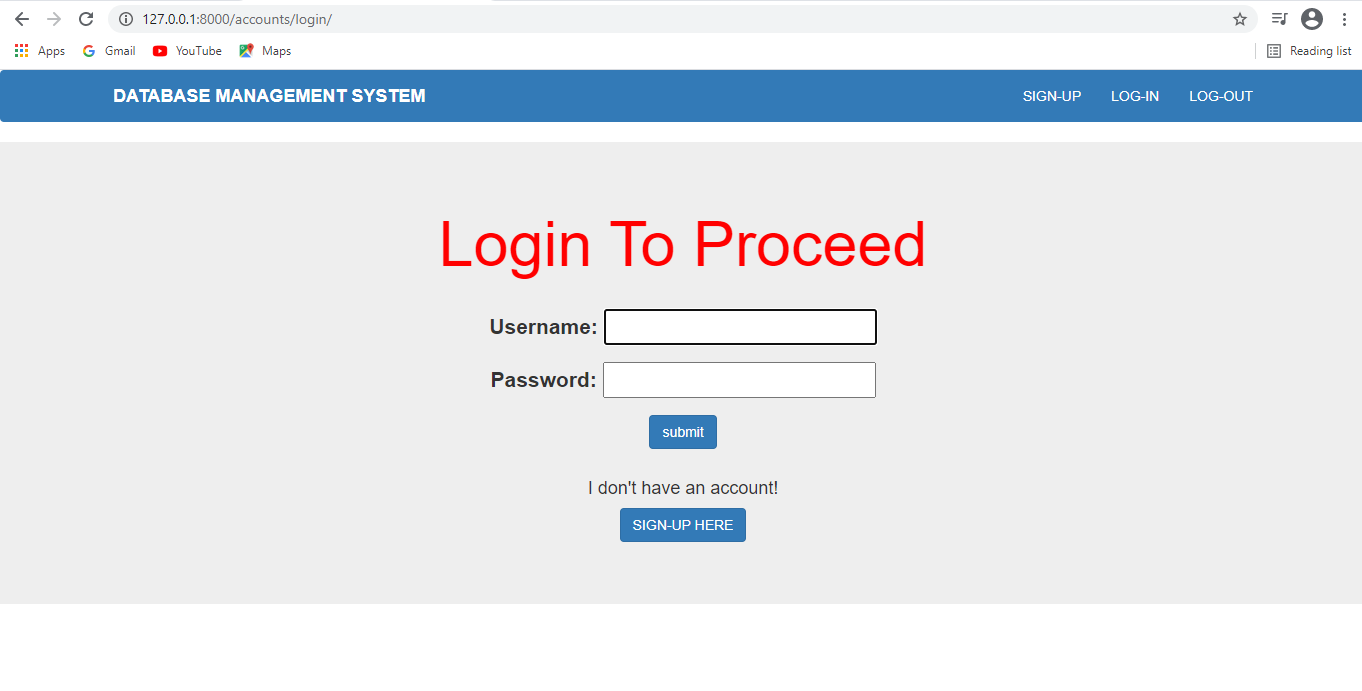 127.0.0.1:8000/accounts/login/
Apps Gmail YouTube Maps Reading list
DATABASE MANAGEMENT SYSTEM SIGN-UP LOG-IN LOG-OUT
Login To Proceed
Username:
Password:
submit
I don't have an account!
SIGN-UP HERE